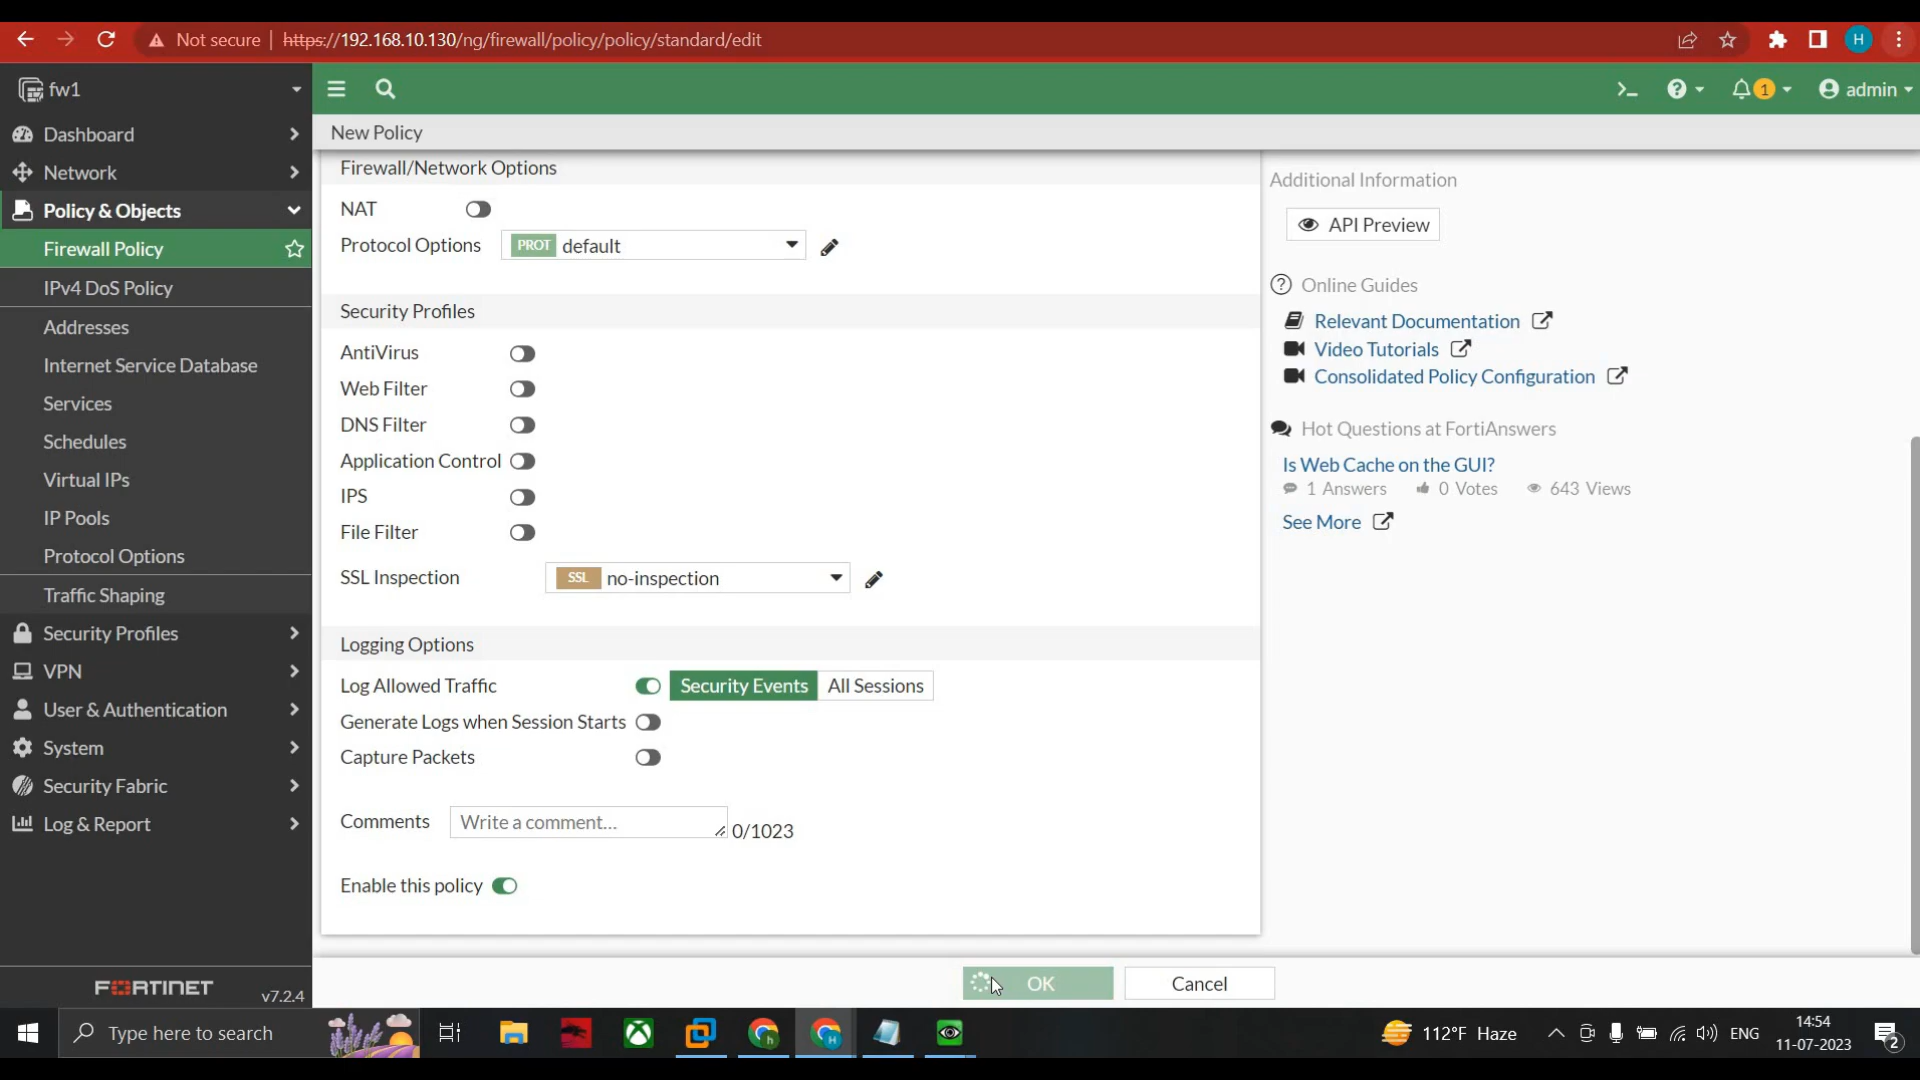 Not secure | https://192.168.10.130/ng/firewall/policy/policy/standard/edit
H
fw1
admin
1
Dashboard
Network
Policy & Objects
Firewall Policy
IPv4 DoS Policy
Addresses
Internet Service Database
Services
Schedules
Virtual IPs
IP Pools
Protocol Options
Traffic Shaping
Security Profiles
VPN
User & Authentication
System
Security Fabric
Log & Report
FORTINET
v7.2.4
New Policy
Firewall/Network Options
NAT
Protocol Options PROT default
Security Profiles
AntiVirus
Web Filter
DNS Filter
Application Control
IPS
File Filter
SSL Inspection SSL no-inspection
Logging Options
Log Allowed Traffic Security Events All Sessions
Generate Logs when Session Starts
Capture Packets
Comments Write a comment... 0/1023
Enable this policy
OK Cancel
Additional Information
API Preview
Online Guides
Relevant Documentation
Video Tutorials
Consolidated Policy Configuration
Hot Questions at FortiAnswers
Is Web Cache on the GUI?
1 Answers 0 Votes 643 Views
See More
Type here to search
h
H
112°F Haze
ENG
14:54
11-07-2023
2